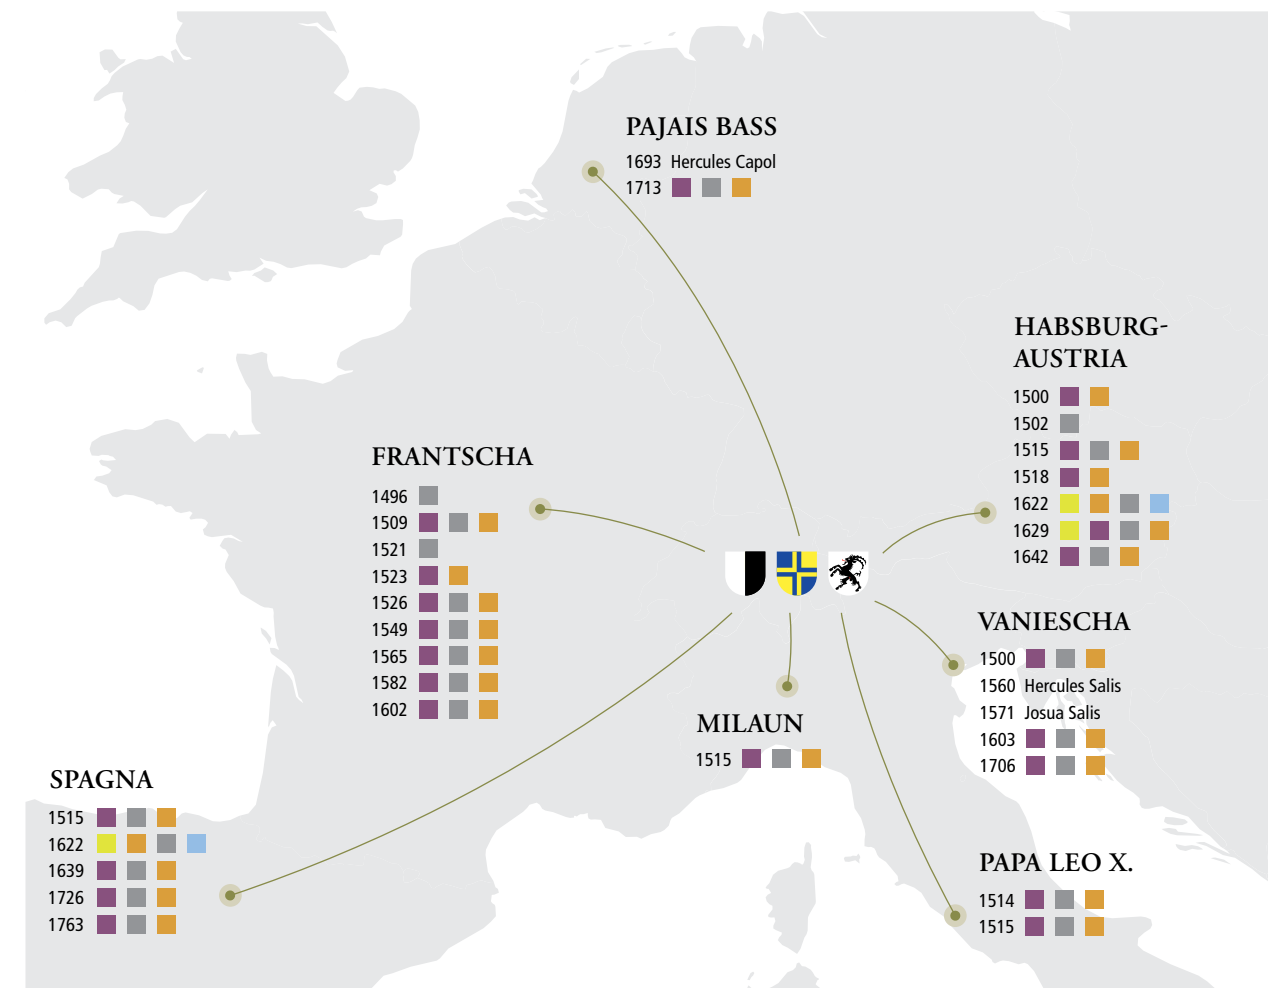 PAJAIS BASS
1693 Hercules Capol
1713
HABSBURG-
AUSTRIA
1500
1502
1515
1518
1622
1629
1642
FRANTSCHA
1496
1509
1521
1523
1526
1549
1565
1582
1602
VANIESCHA
1500
1560 Hercules Salis
1571 Josua Salis
1603
1706
MILAUN
1515
SPAGNA
1515
1622
1639
1726
1763
PAPA LEO X.
1514
1515